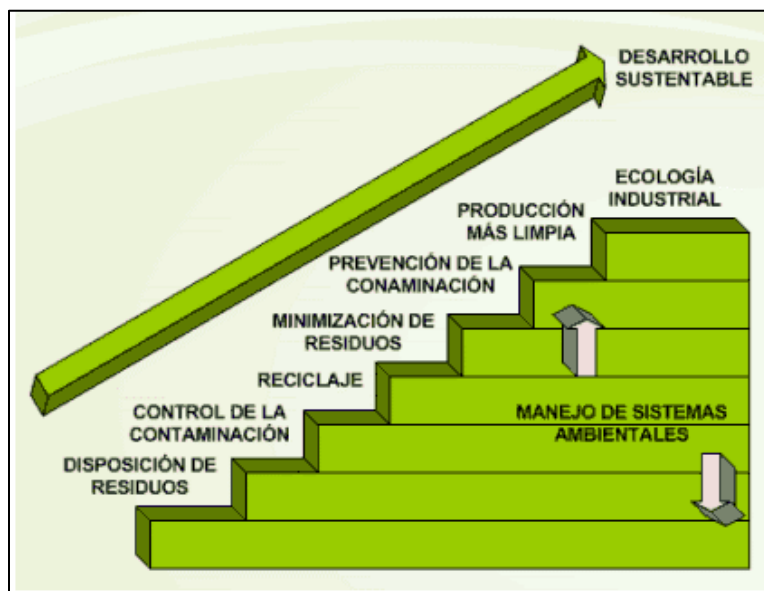 DESARROLLO
SUSTENTABLE
ECOLOGÍA
INDUSTRIAL
PRODUCCIÓN
MÁS LIMPIA
PREVENCIÓN DE LA
CONAMINACIÓN
MINIMIZACIÓN DE
RESIDUOS
RECICLAJE
CONTROL DE LA
CONTAMINACIÓN
MANEJO DE SISTEMAS
AMBIENTALES
DISPOSICIÓN DE
RESIDUOS